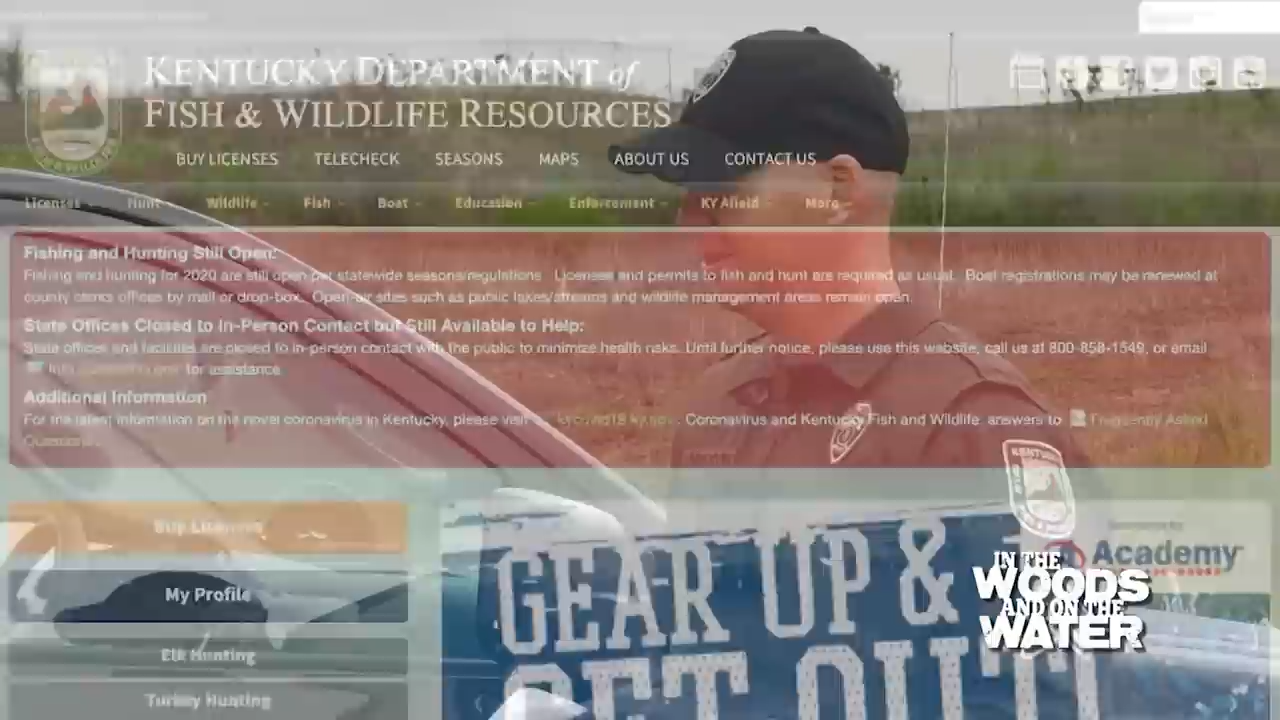 KENTUCKY DEPARTMENT of
FISH & WILDLIFE RESOURCES
BUY LICENSES TELECHECK SEASONS MAPS ABOUT US CONTACT US
Licenses Hunt Wildlife Fish Boat Education Enforcement KY Afield More
Fishing and Hunting Still Open:
Fishing and hunting for 2020 are still open per statewide seasons/regulations. Licenses and permits to fish and hunt are required as usual. Boat registrations may be renewed at
county clerks offices by mail or drop-box. Open-air sites such as public lakes/streams and wildlife management areas remain open.
State Offices Closed to In-Person Contact but Still Available to Help:
State offices and facilities are closed to in-person contact with the public to minimize health risks. Until further notice, please use this website, call us at 800-858-1549, or email
for assistance.
Additional Information
For the latest information on the novel coronavirus in Kentucky, please visit kycovid19.ky.gov. Coronavirus and Kentucky Fish and Wildlife: answers to Frequently Asked
Questions.
Buy Licenses
My Profile
Elk Hunting
Turkey Hunting
GEAR UP &
GET OUT!
Academy
KENTUCKY
IN THE
WOODS
AND ON THE
WATER